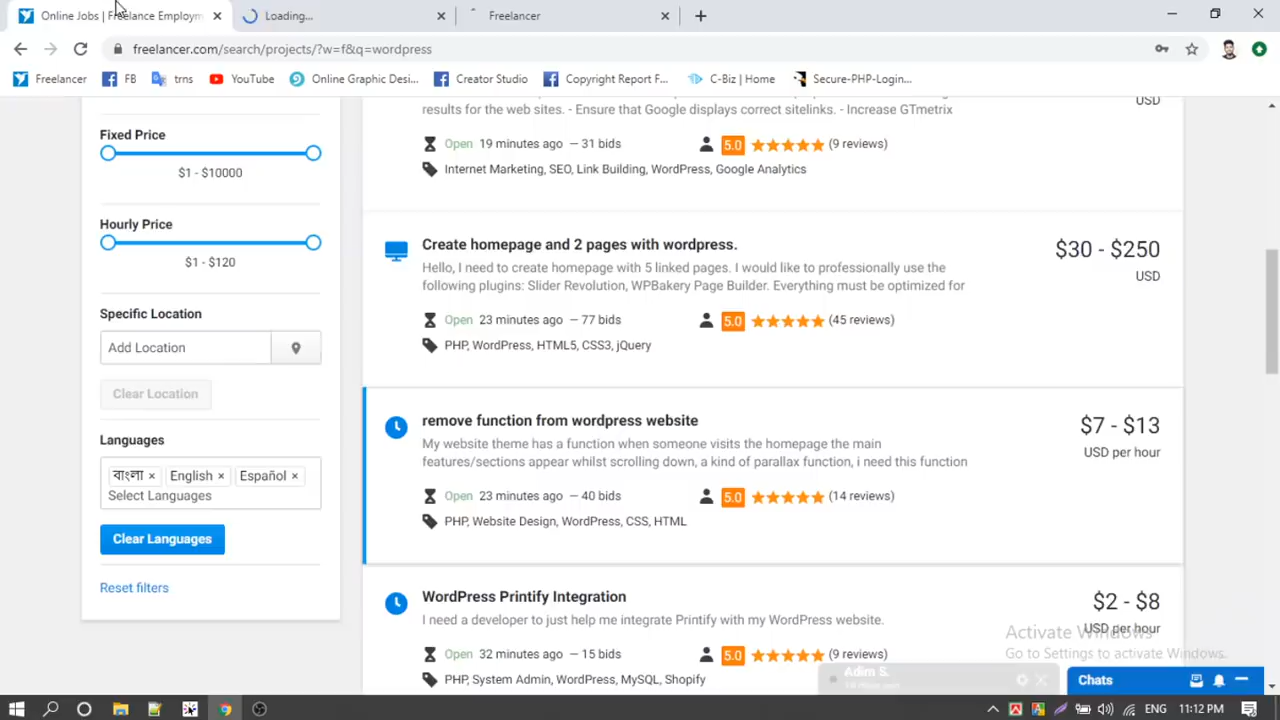 Online Jobs | Freelance Employm
Loading...
Freelancer
freelancer.com/search/projects/?w=f&q=wordpress
Freelancer
FB
trns
YouTube
Online Graphic Desi...
Creator Studio
Copyright Report F...
C-Biz | Home
Secure-PHP-Login...
Fixed Price
$1 - $10000
Hourly Price
$1 - $120
Specific Location
Add Location
Clear Location
Languages
বাংলা × English × Español ×
Select Languages
Clear Languages
Reset filters
USD
results for the web sites. - Ensure that Google displays correct sitelinks. - Increase GTmetrix
Open 19 minutes ago – 31 bids 5.0 (9 reviews)
Internet Marketing, SEO, Link Building, WordPress, Google Analytics
Create homepage and 2 pages with wordpress. $30 - $250
Hello, I need to create homepage with 5 linked pages. I would like to professionally use the USD
following plugins: Slider Revolution, WPBakery Page Builder. Everything must be optimized for
Open 23 minutes ago – 77 bids 5.0 (45 reviews)
PHP, WordPress, HTML5, CSS3, jQuery
remove function from wordpress website $7 - $13
My website theme has a function when someone visits the homepage the main USD per hour
features/sections appear whilst scrolling down, a kind of parallax function, i need this function
Open 23 minutes ago – 40 bids 5.0 (14 reviews)
PHP, Website Design, WordPress, CSS, HTML
WordPress Printify Integration $2 - $8
I need a developer to just help me integrate Printify with my WordPress website. USD per hour
Open 32 minutes ago – 15 bids 5.0 (9 reviews)
PHP, System Admin, WordPress, MySQL, Shopify
Activate Windows
Go to Settings to activate Windows.
Adim S.
Chats
ENG 11:12 PM